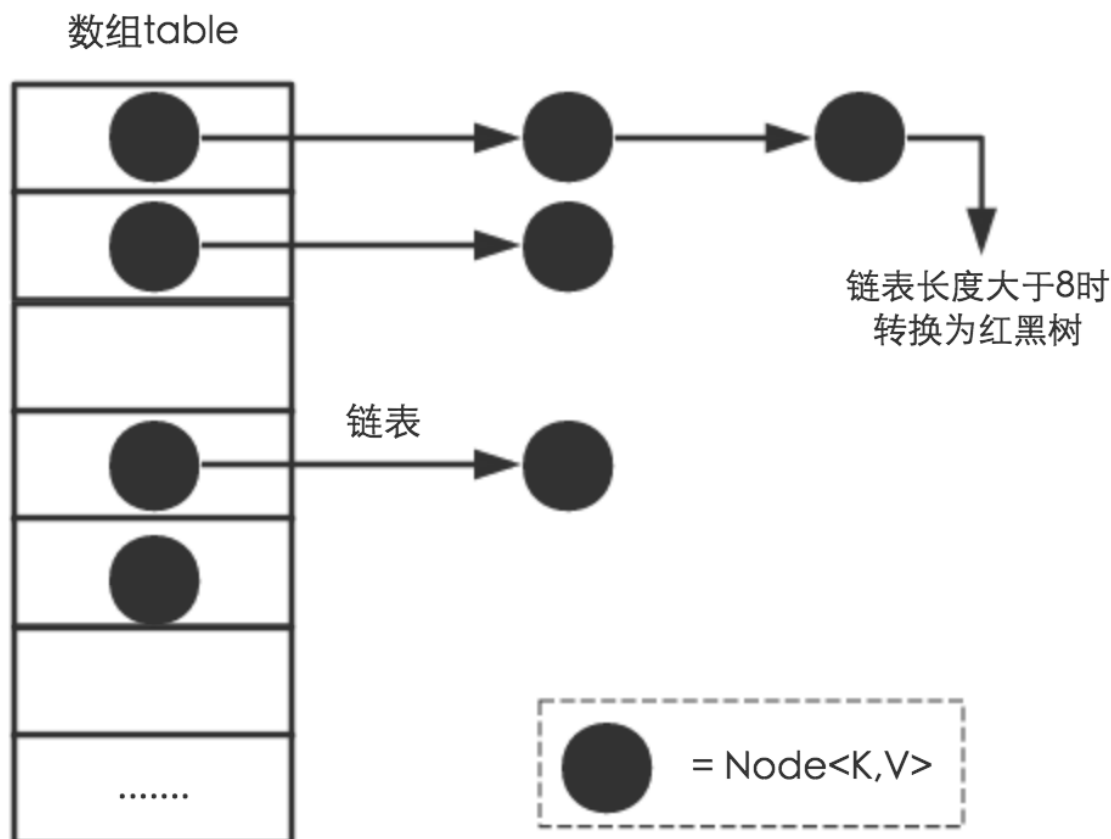 数组table
链表长度大于8时
转换为红黑树
链表
= Node<K,V>
.......